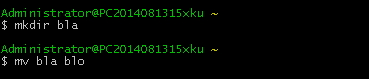 Administrator@PC2014081315xku ~
$ mkdir bla
Administrator@PC2014081315xku ~
$ mv bla blo